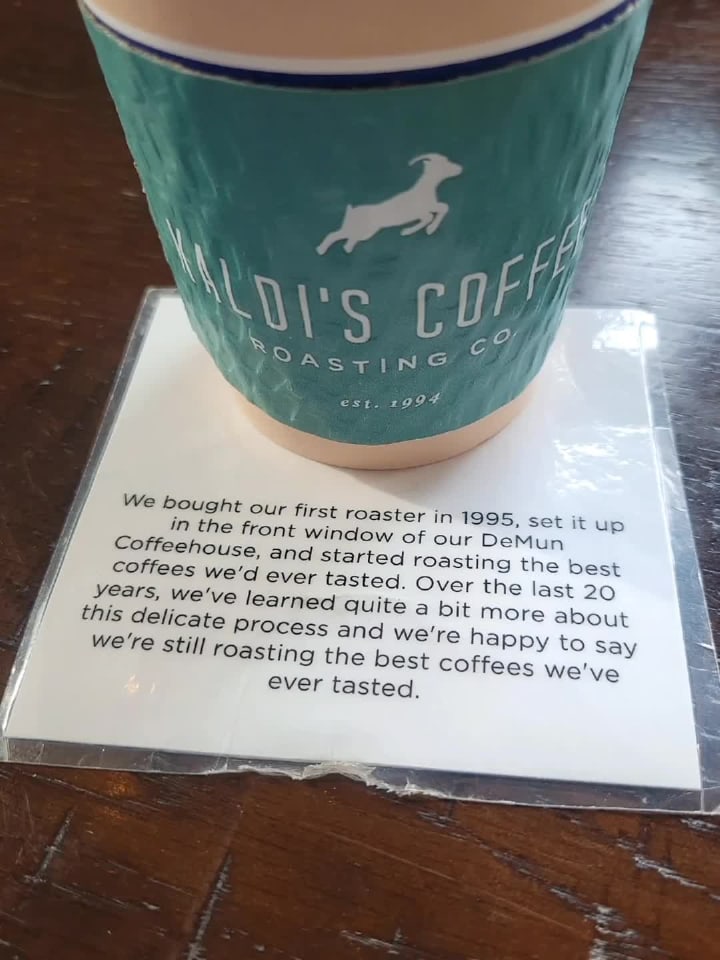 KALDI'S COFFEE
ROASTING CO.
est. 1994
We bought our first roaster in 1995, set it up
in the front window of our DeMun
Coffeehouse, and started roasting the best
coffees we'd ever tasted. Over the last 20
years, we've learned quite a bit more about
this delicate process and we're happy to say
we're still roasting the best coffees we've
ever tasted.